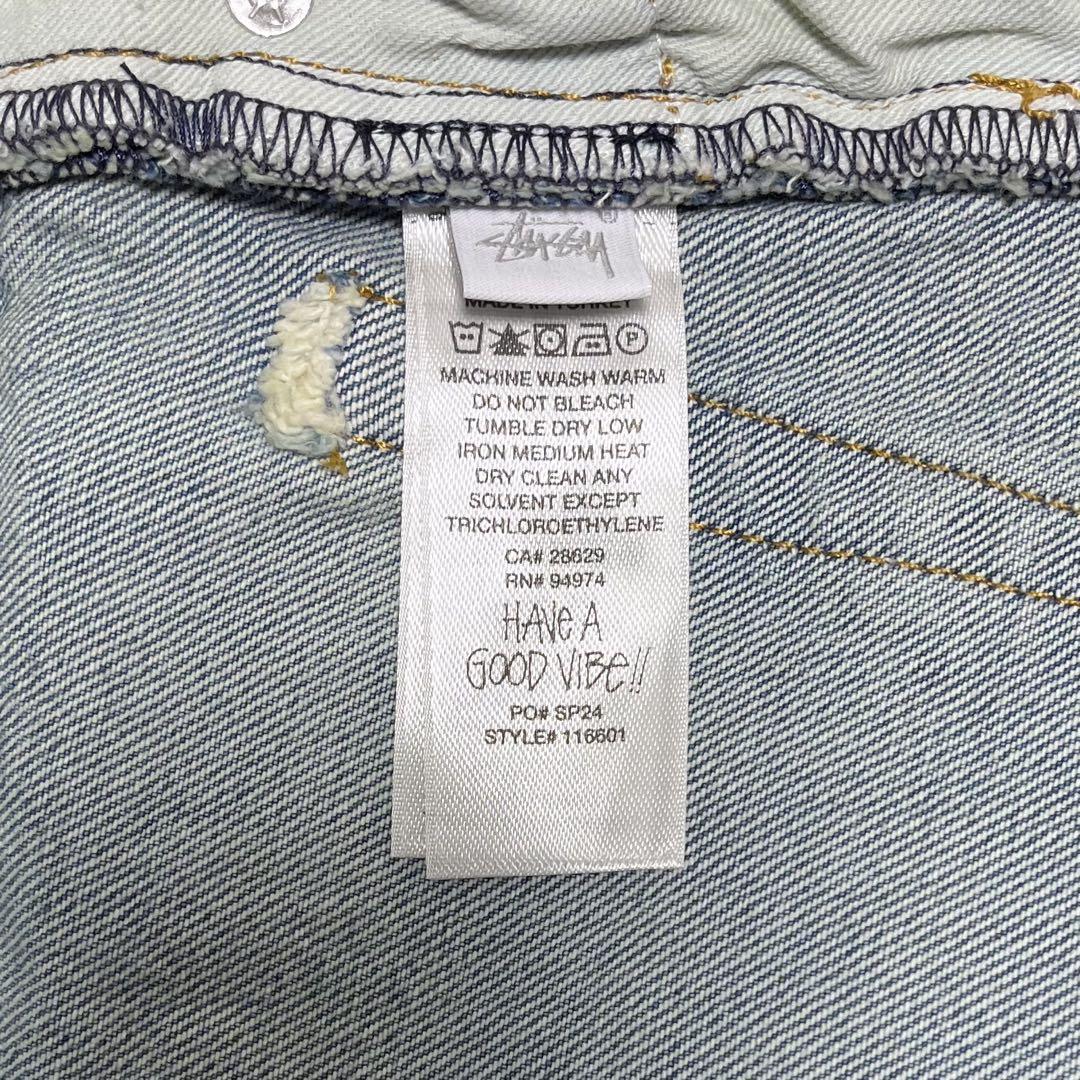 Stüssy
MADE IN TURKEY
P
MACHINE WASH WARM
DO NOT BLEACH
TUMBLE DRY LOW
IRON MEDIUM HEAT
DRY CLEAN ANY
SOLVENT EXCEPT
TRICHLOROETHYLENE
CA# 28629
RN# 94974
HAVE A
GOOD VIBE!!
PO# SP24
STYLE# 116601